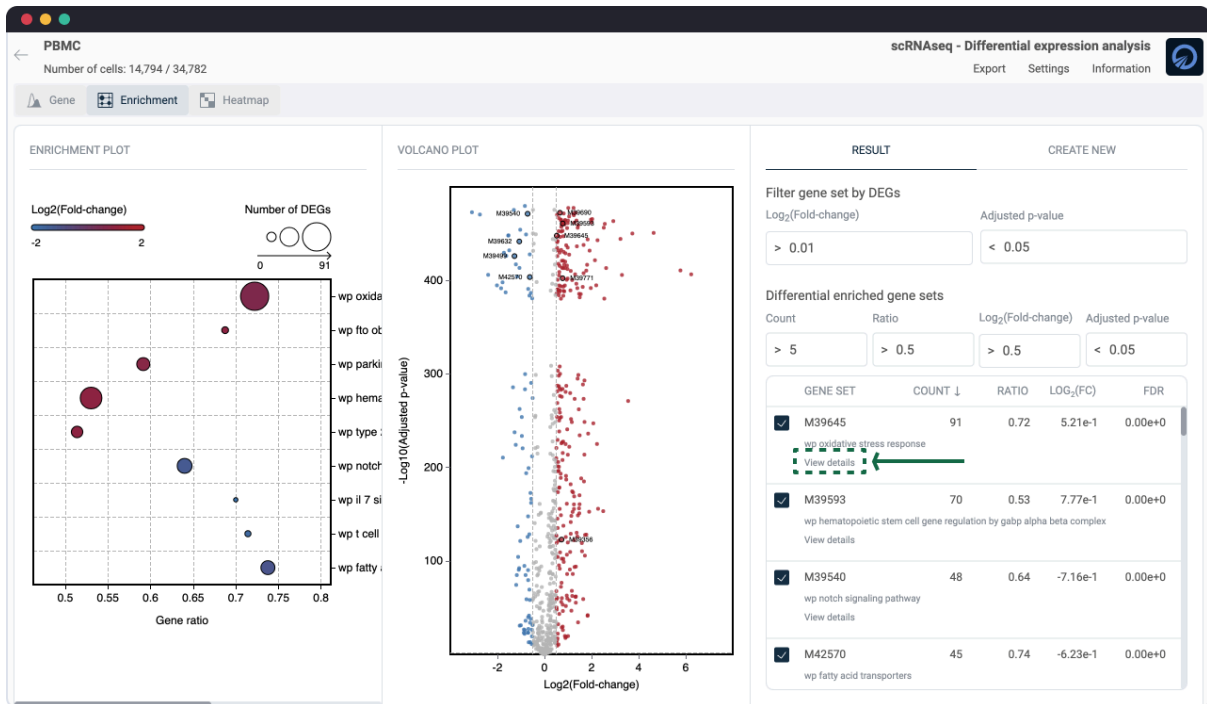 PBMC
Number of cells: 14,794 / 34,782
scRNAseq - Differential expression analysis
Export Settings Information
Gene Enrichment Heatmap
ENRICHMENT PLOT
Log2(Fold-change)
-2 2
Number of DEGs
0 91
wp oxida
wp fto ob
wp parki
wp hema
wp type
wp notch
wp il 7 si
wp t cell
wp fatty a
0.5 0.55 0.6 0.65 0.7 0.75 0.8
Gene ratio
VOLCANO PLOT
-Log10(Adjusted p-value)
400
300
200
100
M39540
M39690
M39645
M39632
M42570
M39771
-2 0 2 4 6
Log2(Fold-change)
RESULT CREATE NEW
Filter gene set by DEGs
Log2(Fold-change) Adjusted p-value
> 0.01 < 0.05
Differential enriched gene sets
Count Ratio Log2(Fold-change) Adjusted p-value
> 5 > 0.5 > 0.5 < 0.05
GENE SET COUNT ↓ RATIO LOG2(FC) FDR
M39645 91 0.72 5.21e-1 0.00e+0
wp oxidative stress response
View details
M39593 70 0.53 7.77e-1 0.00e+0
wp hematopoietic stem cell gene regulation by gabp alpha beta complex
View details
M39540 48 0.64 -7.16e-1 0.00e+0
wp notch signaling pathway
View details
M42570 45 0.74 -6.23e-1 0.00e+0
wp fatty acid transporters